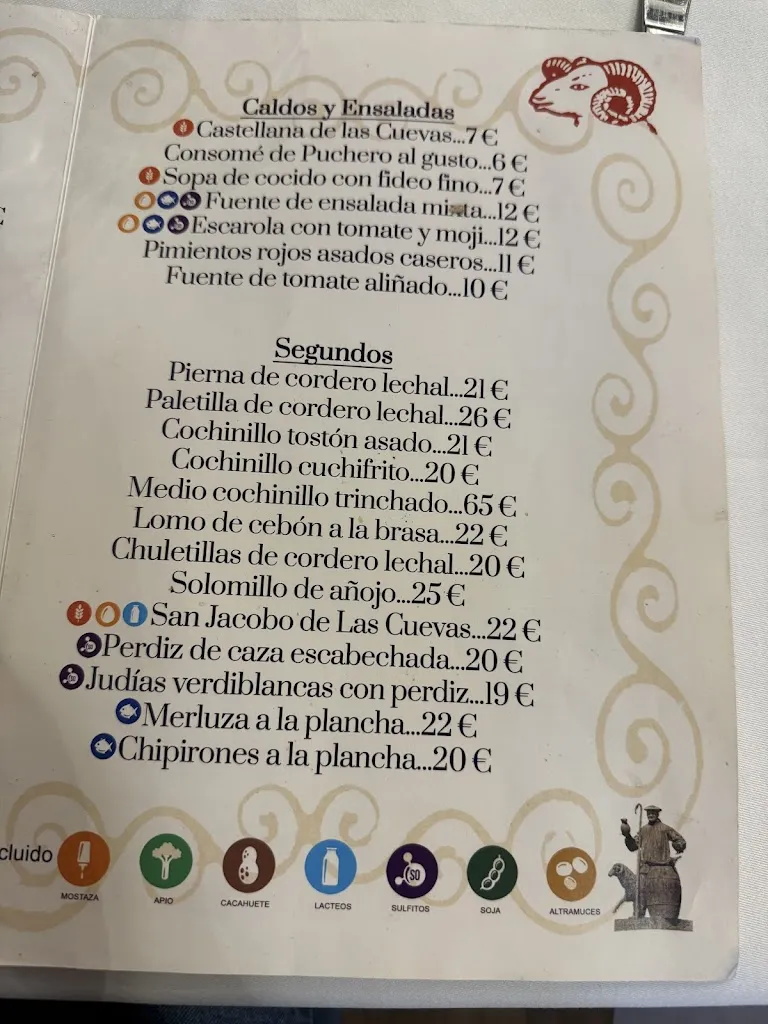 Caldos y Ensaladas
Castellana de las Cuevas...7 €
Consomé de Puchero al gusto...6 €
Sopa de cocido con fideo fino...7 €
Fuente de ensalada mixta...12 €
Escarola con tomate y moji...12 €
Pimientos rojos asados caseros...11 €
Fuente de tomate aliñado...10 €
Segundos
Pierna de cordero lechal...21 €
Paletilla de cordero lechal...26 €
Cochinillo tostón asado...21 €
Cochinillo cuchifrito...20 €
Medio cochinillo trinchado...65 €
Lomo de cebón a la brasa...22 €
Chuletillas de cordero lechal...20 €
Solomillo de añojo...25 €
San Jacobo de Las Cuevas...22 €
Perdiz de caza escabechada...20 €
Judías verdiblancas con perdiz...19 €
Merluza a la plancha...22 €
Chipirones a la plancha...20 €
cluido
MOSTAZA
APIO
CACAHUETE
LACTEOS
SULFITOS
SOJA
ALTRAMUCES